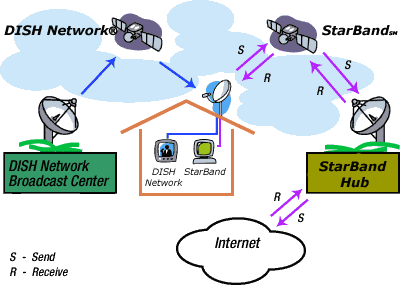 DISH Network®
StarBand℠
S
R
S
R
DISH Network
Broadcast Center
DISH
Network
StarBand
StarBand
Hub
R
S
Internet
S - Send
R - Receive